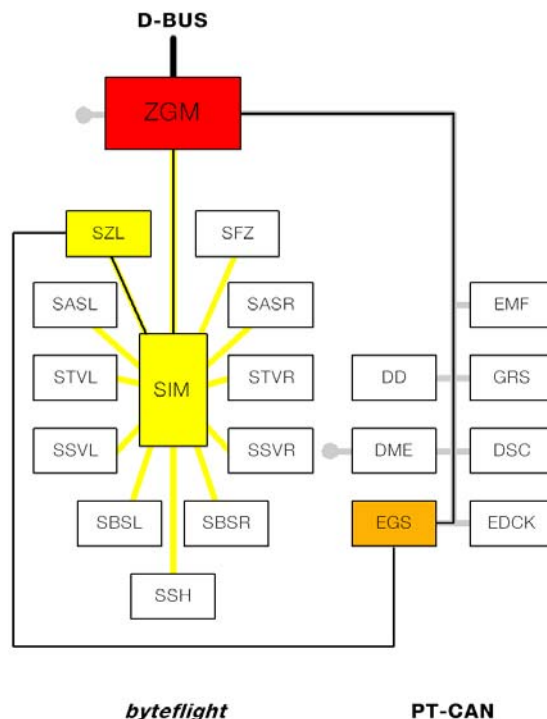 D-BUS
ZGM
SZL
SFZ
SASL
SASR
EMF
STVL
SIM
STVR
DD
GRS
SSVL
SSVR
DME
DSC
SBSL
SBSR
EGS
EDCK
SSH
byteflight
PT-CAN